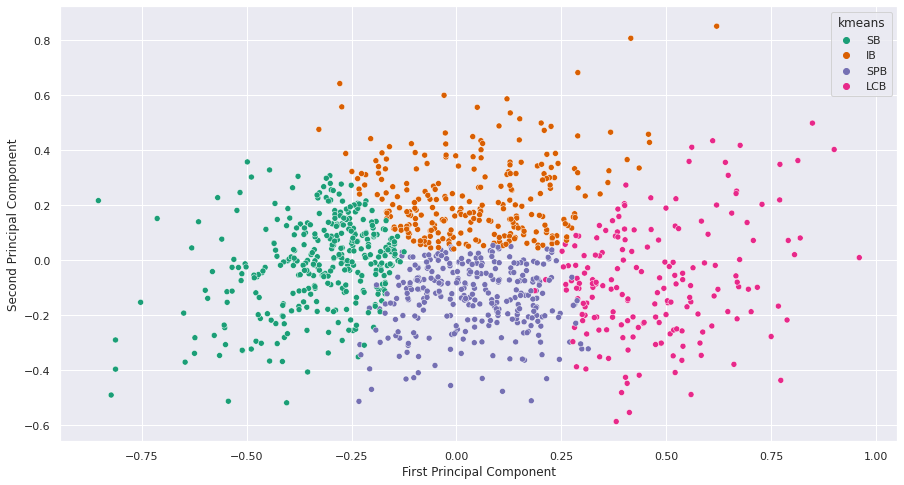 kmeans
SB
IB
SPB
LCB
0.8
0.6
0.4
0.2
0.0
−0.2
−0.4
−0.6
Second Principal Component
−0.75
−0.50
−0.25
0.00
0.25
0.50
0.75
1.00
First Principal Component